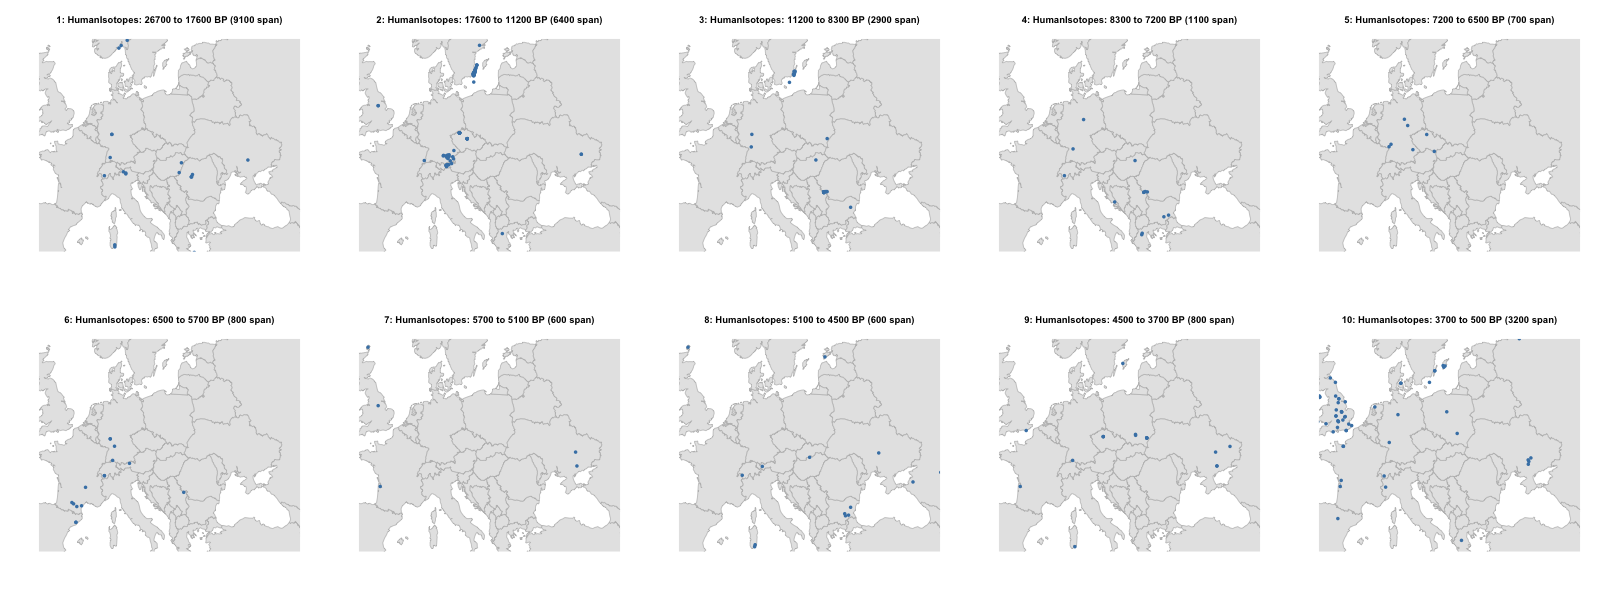 1: HumanIsotopes: 26700 to 17600 BP (9100 span)
2: HumanIsotopes: 17600 to 11200 BP (6400 span)
3: HumanIsotopes: 11200 to 8300 BP (2900 span)
4: HumanIsotopes: 8300 to 7200 BP (1100 span)
5: HumanIsotopes: 7200 to 6500 BP (700 span)
6: HumanIsotopes: 6500 to 5700 BP (800 span)
7: HumanIsotopes: 5700 to 5100 BP (600 span)
8: HumanIsotopes: 5100 to 4500 BP (600 span)
9: HumanIsotopes: 4500 to 3700 BP (800 span)
10: HumanIsotopes: 3700 to 500 BP (3200 span)